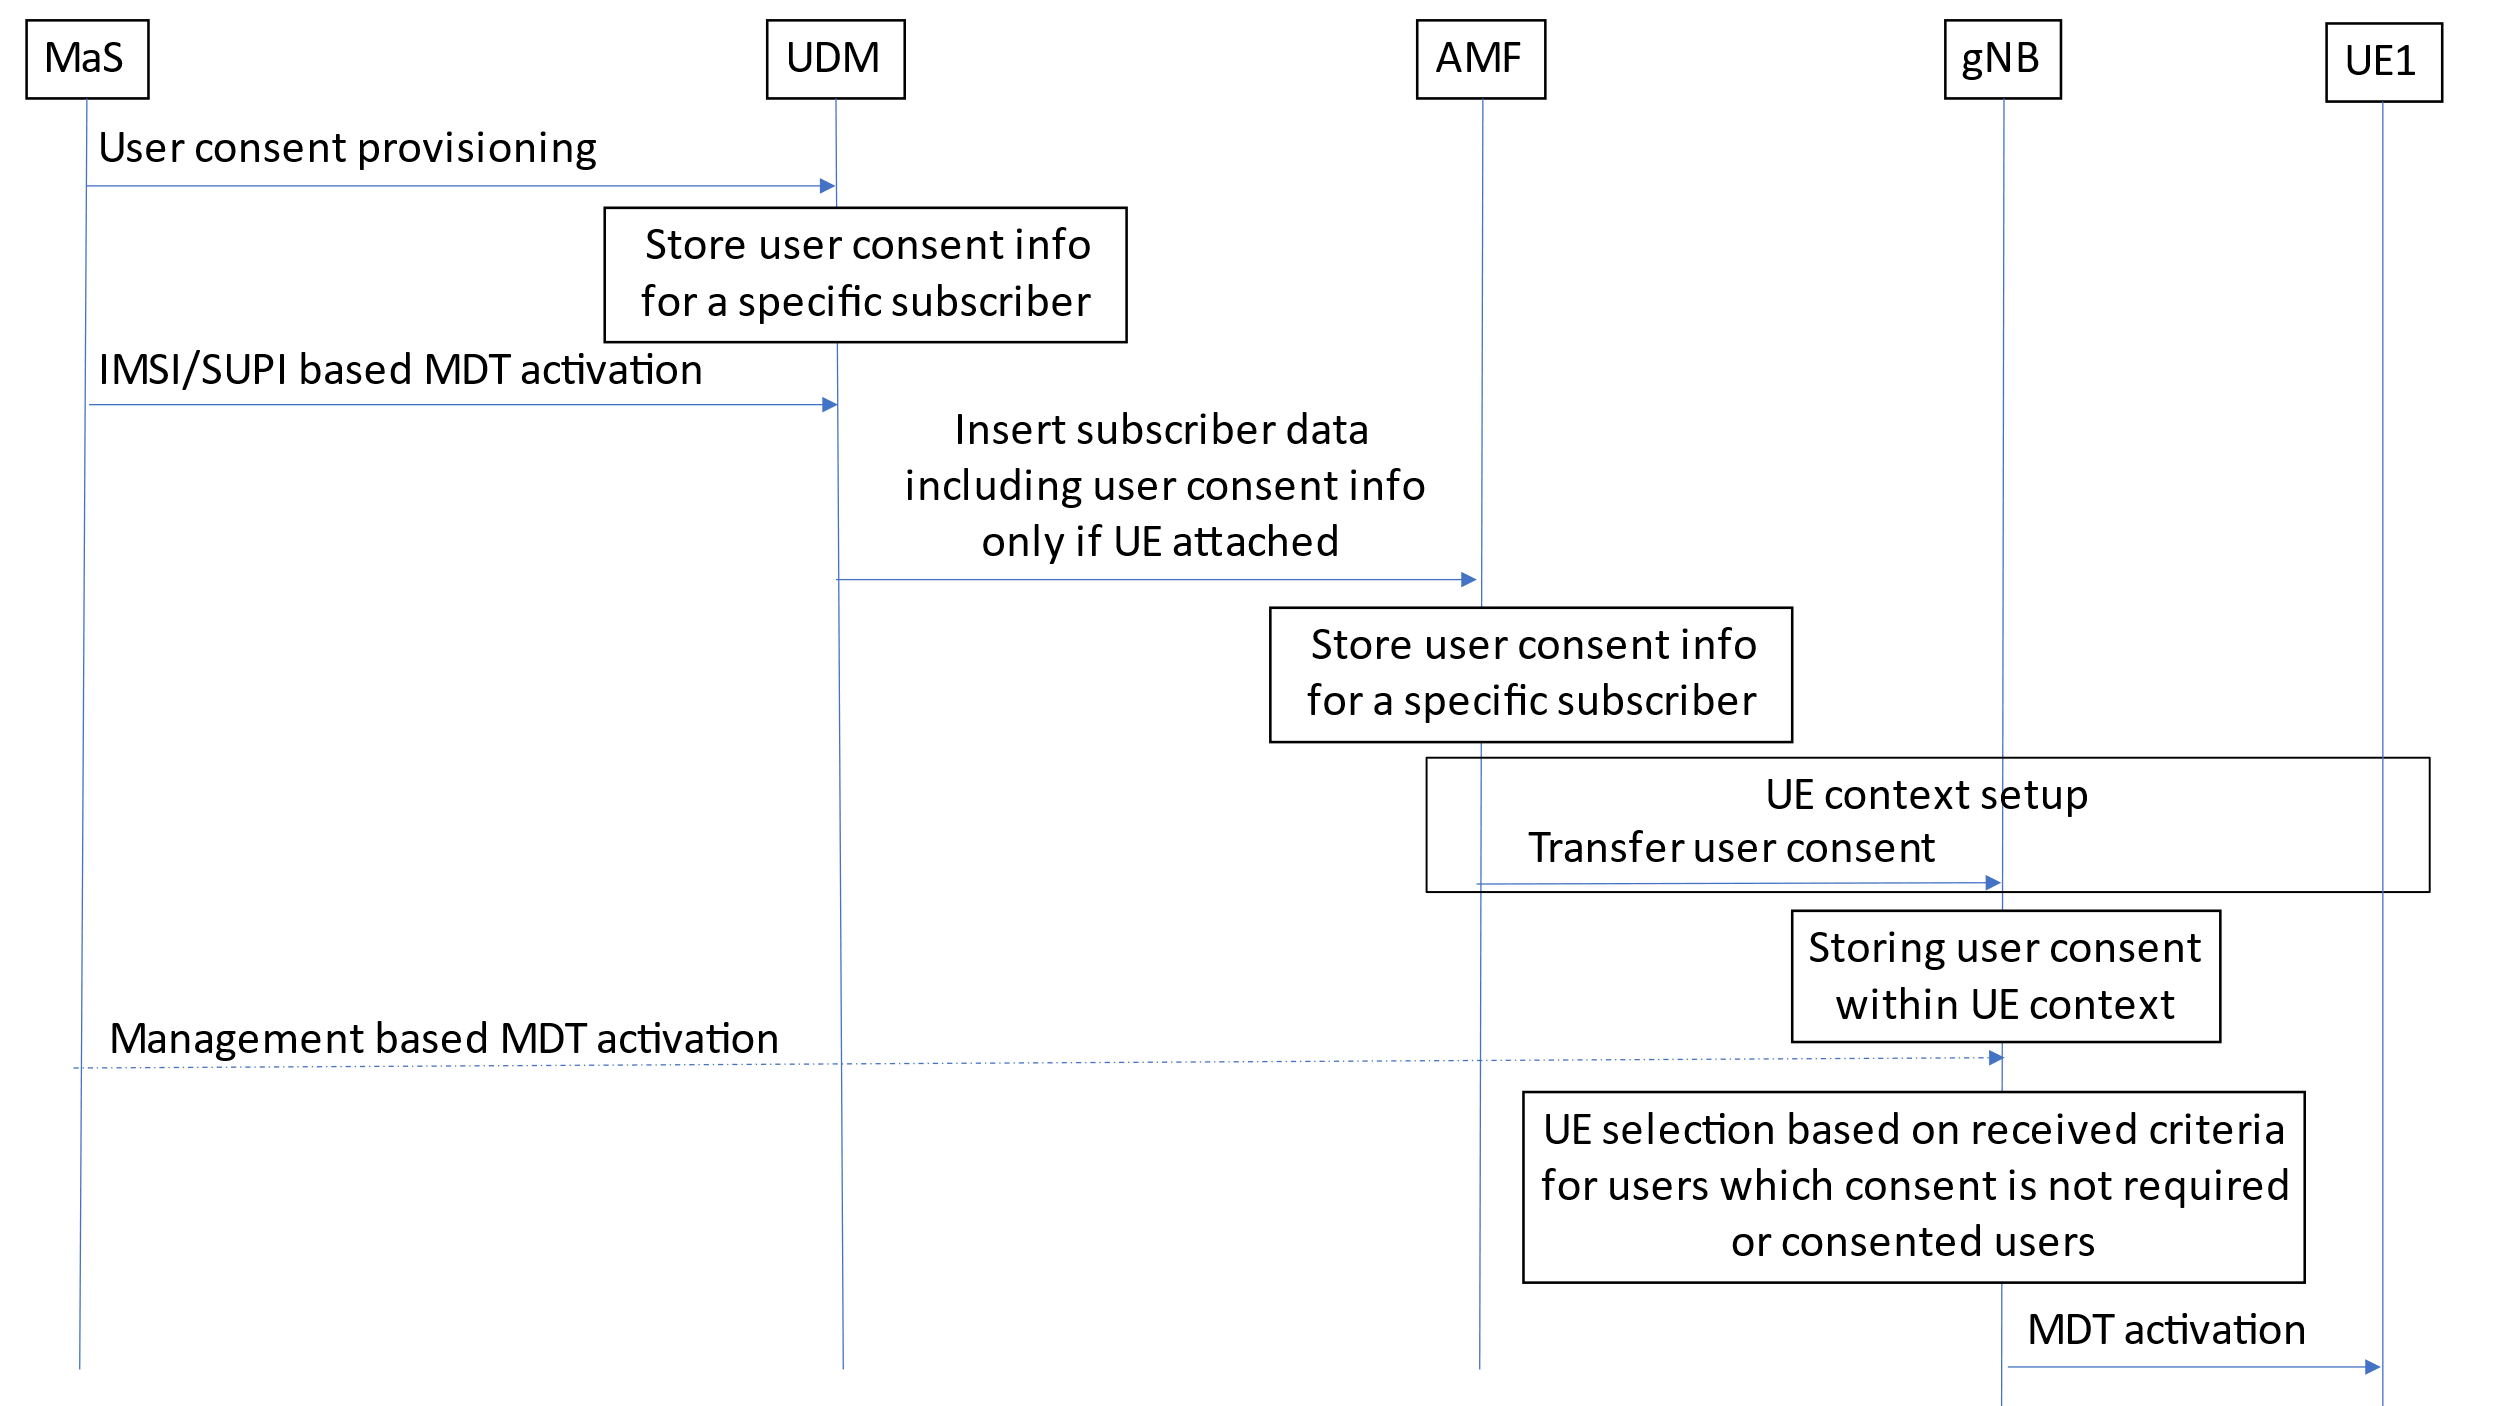 MaS
UDM
AMF
gNB
UE1
User consent provisioning
Store user consent info
for a specific subscriber
IMSI/SUPI based MDT activation
Insert subscriber data
including user consent info
only if UE attached
Store user consent info
for a specific subscriber
UE context setup
Transfer user consent
Storing user consent
within UE context
Management based MDT activation
UE selection based on received criteria
for users which consent is not required
or consented users
MDT activation